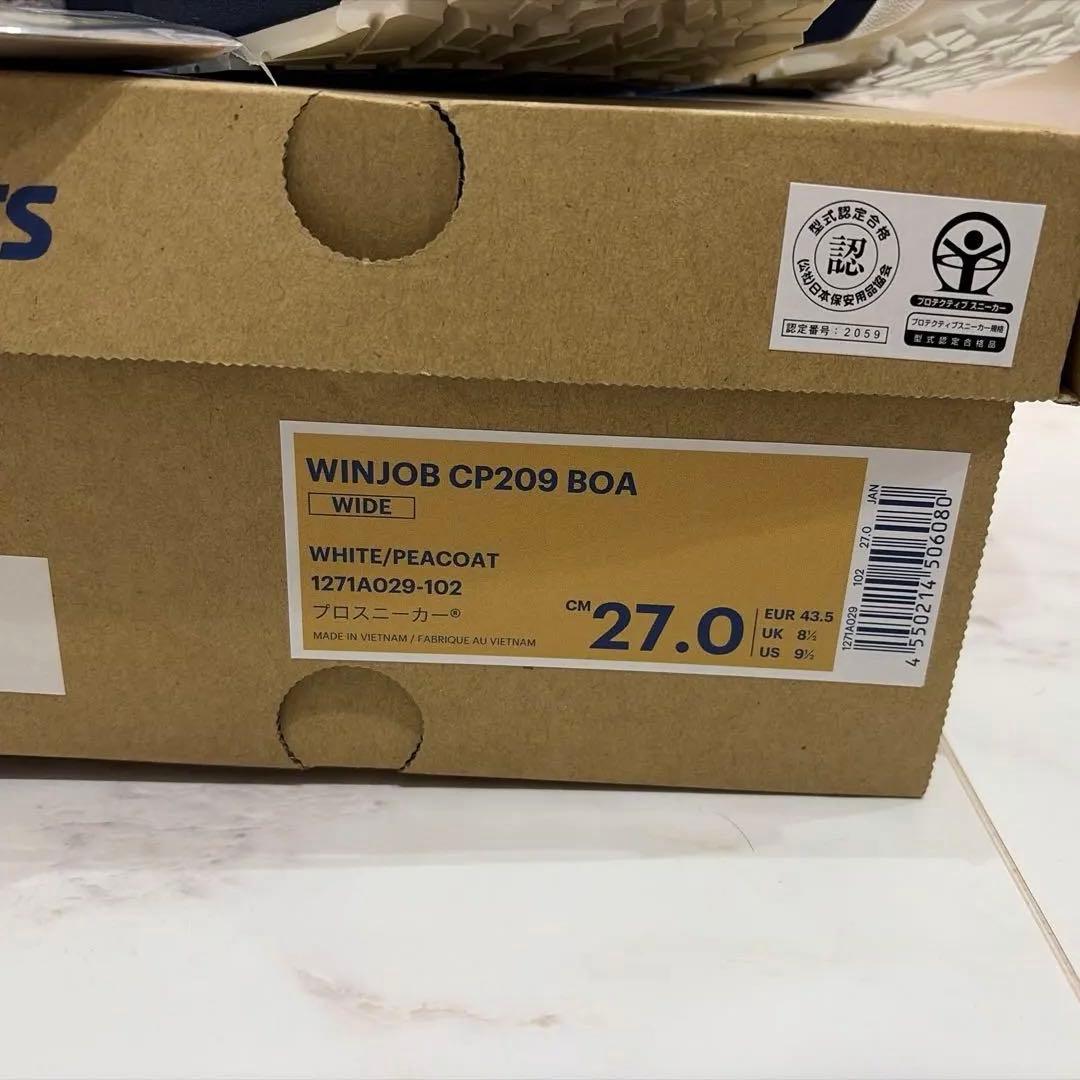 TS
型式認定合格
認
(公社)日本保安用品協会
認定番号：2059
プロテクティブ スニーカー
プロテクティブスニーカー規格
型式認定合格品
WINJOB CP209 BOA
WIDE
WHITE/PEACOAT
1271A029-102
プロスニーカー®
MADE IN VIETNAM / FABRIQUE AU VIETNAM
CM 27.0
EUR 43.5
UK 8½
US 9½
1271A029 102 27.0 JAN
4 550214 506080